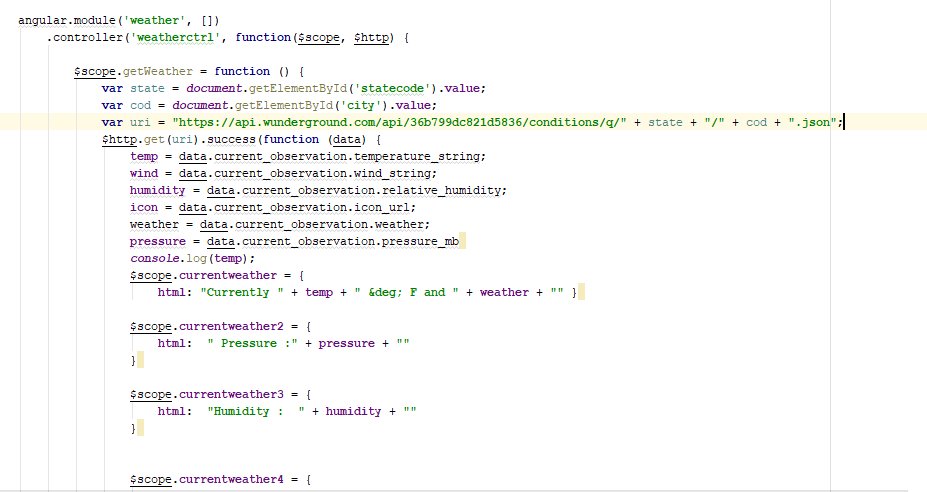 angular.module('weather', [])
.controller('weatherctrl', function($scope, $http) {
$scope.getWeather = function () {
var state = document.getElementById('statecode').value;
var cod = document.getElementById('city').value;
var uri = "https://api.wunderground.com/api/36b799dc821d5836/conditions/q/" + state + "/" + cod + ".json";
$http.get(uri).success(function (data) {
temp = data.current_observation.temperature_string;
wind = data.current_observation.wind_string;
humidity = data.current_observation.relative_humidity;
icon = data.current_observation.icon_url;
weather = data.current_observation.weather;
pressure = data.current_observation.pressure_mb
console.log(temp);
$scope.currentweather = {
html: "Currently " + temp + " &deg; F and " + weather + "" }
$scope.currentweather2 = {
html:  " Pressure :" + pressure + ""
}
$scope.currentweather3 = {
html:  "Humidity :  " + humidity + ""
}
$scope.currentweather4 = {